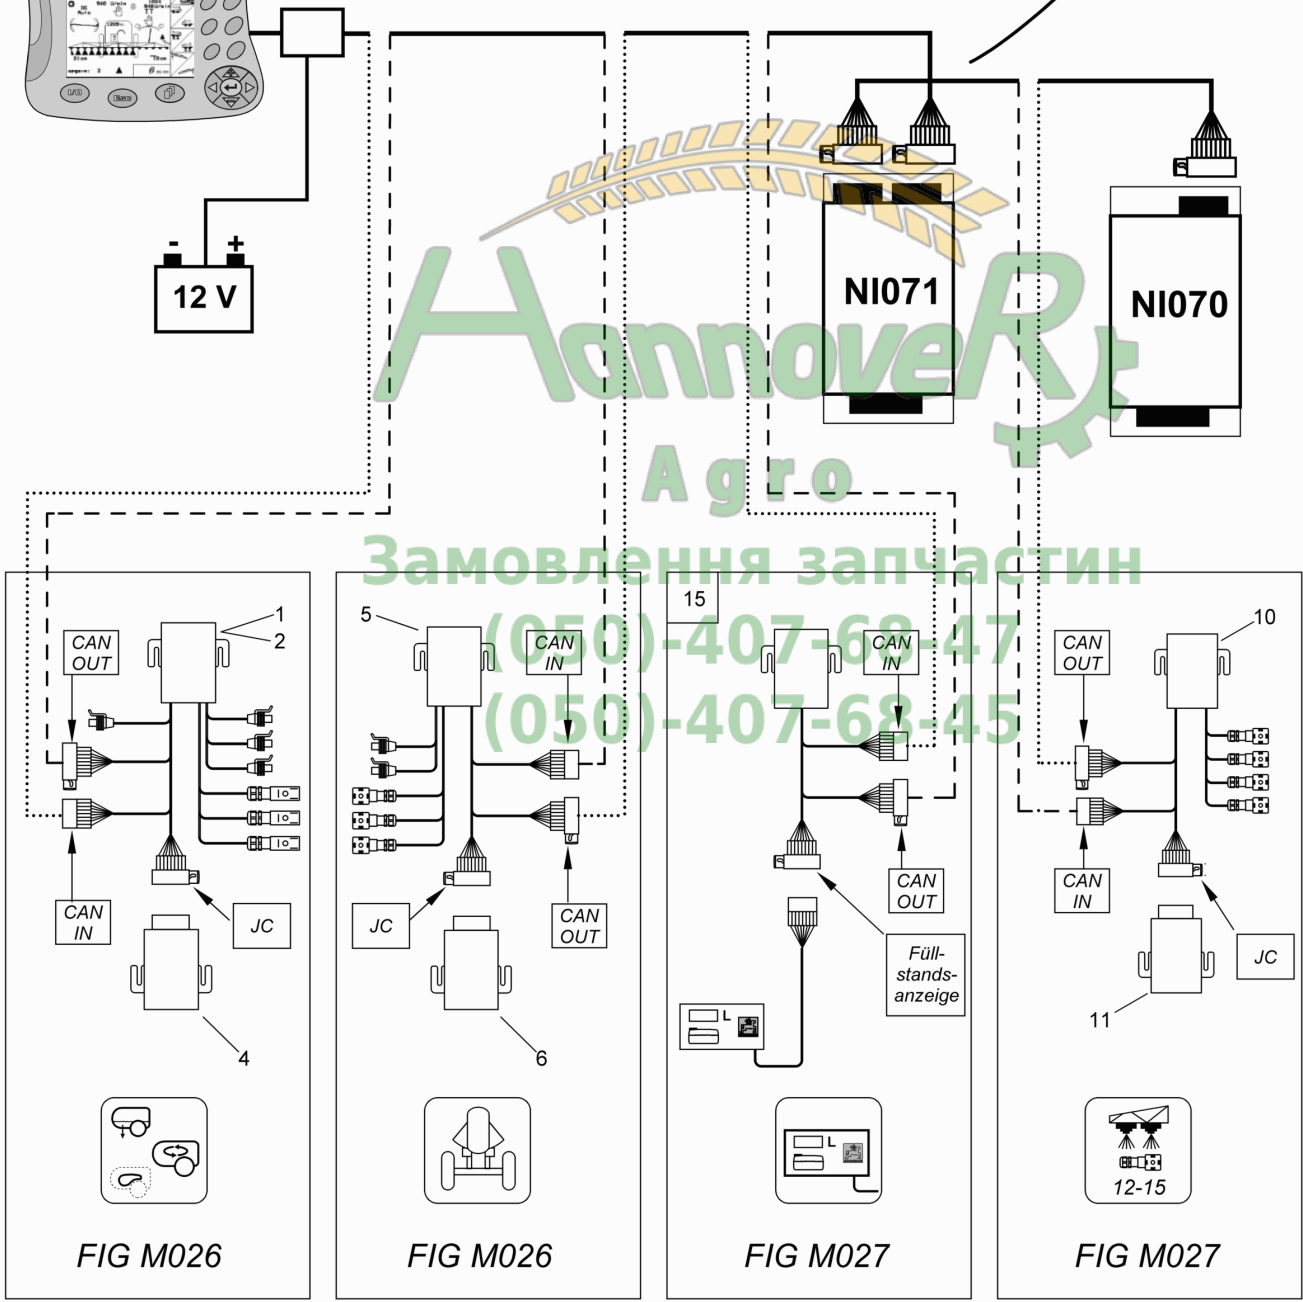 I/O
Esc
- +
12 V
NI071
NI070
HannoveR
Agro
Замовлення запчастин
(050)-407-68-47
(050)-407-68-45
1
2
CAN
OUT
CAN
IN
JC
4
FIG M026
5
CAN
IN
JC
CAN
OUT
6
FIG M026
15
CAN
IN
CAN
OUT
Füll-
stands-
anzeige
L
L
FIG M027
10
CAN
OUT
CAN
IN
JC
11
12-15
FIG M027